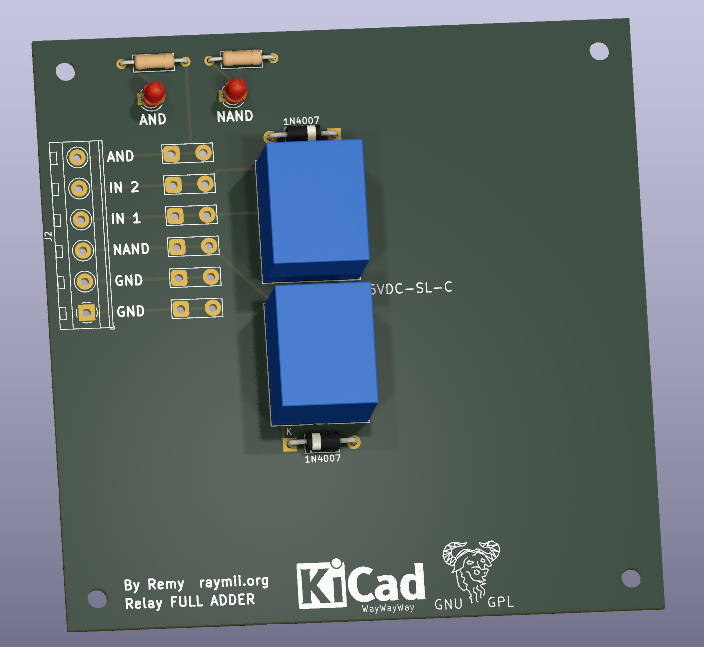 AND
NAND
1N4007
AND
IN 2
IN 1
NAND
GND
GND
J2
5VDC-SL-C
K
1N4007
By Remy raymii.org
Relay FULL ADDER
KiCad
WayWayWay
GNU GPL